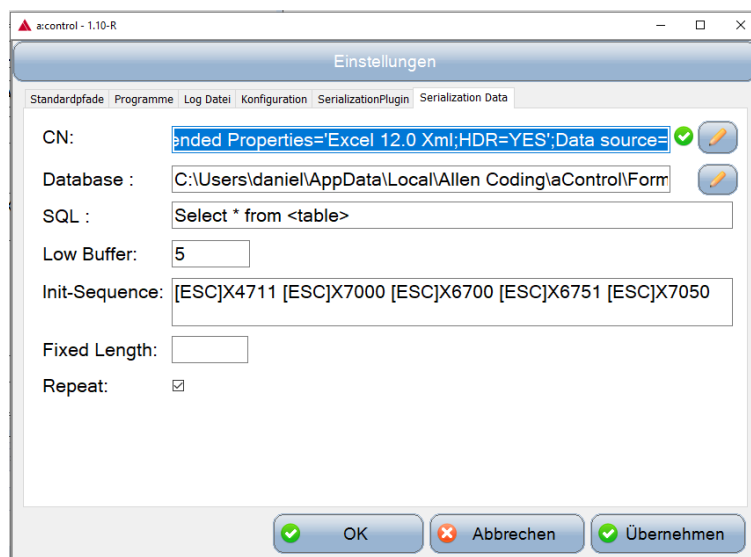 a:control - 1.10-R
Einstellungen
Standardpfade Programme Log Datei Konfiguration SerializationPlugin Serialization Data
CN: ended Properties='Excel 12.0 Xml;HDR=YES';Data source=
Database : C:\Users\daniel\AppData\Local\Allen Coding\aControl\Form
SQL : Select * from <table>
Low Buffer: 5
Init-Sequence: [ESC]X4711 [ESC]X7000 [ESC]X6700 [ESC]X6751 [ESC]X7050
Fixed Length:
Repeat:
OK Abbrechen Übernehmen